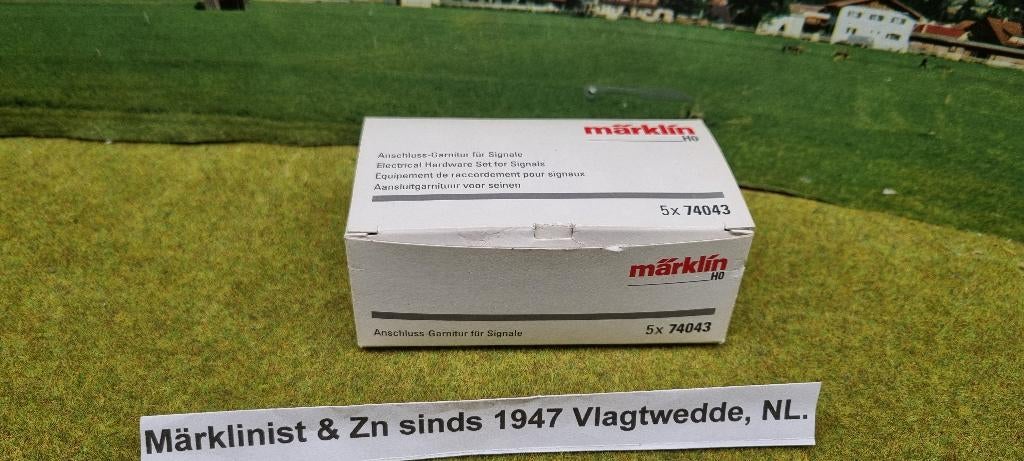 märklin
H0
Anschluss-Garnitur für Signale
Electrical Hardware Set for Signals
Equipement de raccordement pour signaux
Aansluitgarnituur voor seinen
5x 74043
märklin
H0
Anschluss-Garnitur für Signale
5x 74043
Märklinist & Zn sinds 1947 Vlagtwedde, NL.